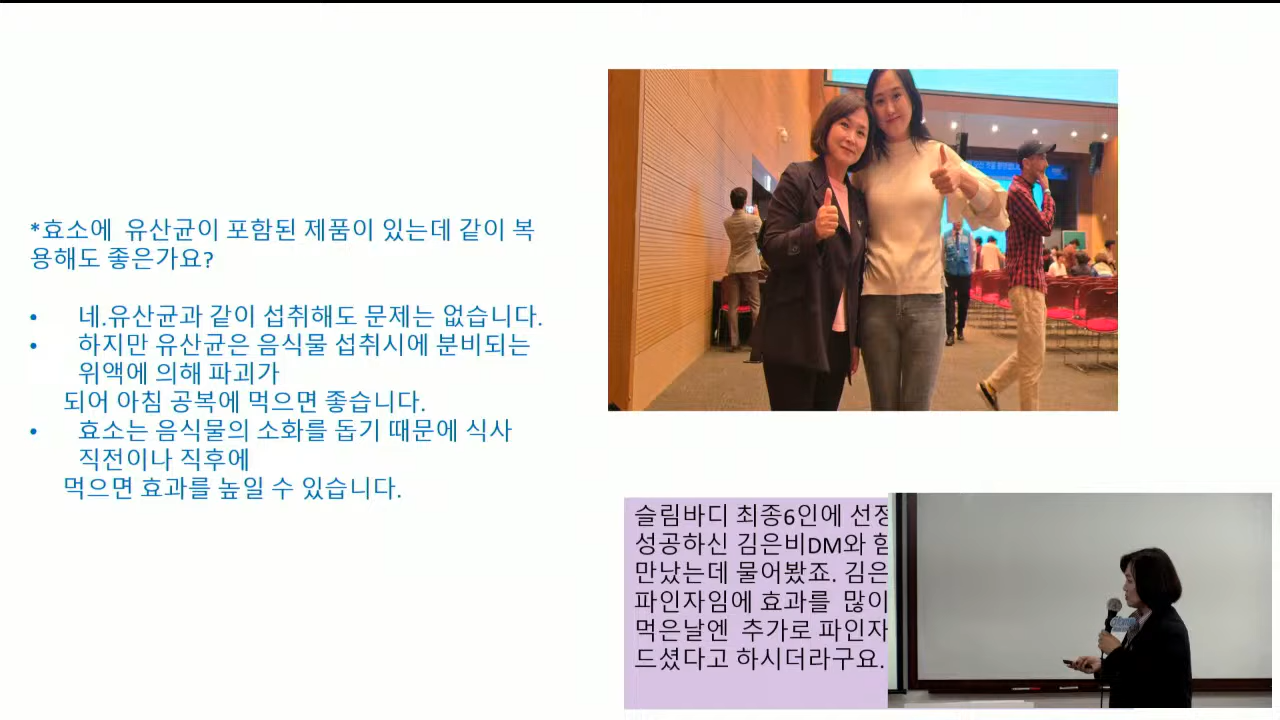 *효소에 유산균이 포함된 제품이 있는데 같이 복
용해도 좋은가요?
• 네.유산균과 같이 섭취해도 문제는 없습니다.
• 하지만 유산균은 음식물 섭취시에 분비되는
위액에 의해 파괴가
되어 아침 공복에 먹으면 좋습니다.
• 효소는 음식물의 소화를 돕기 때문에 식사
직전이나 직후에
먹으면 효과를 높일 수 있습니다.
슬림바디 최종6인에 선정
성공하신 김은비DM와 함
만났는데 물어봤죠. 김은
파인자임에 효과를 많이
먹은날엔 추가로 파인자
드셨다고 하시더라구요.